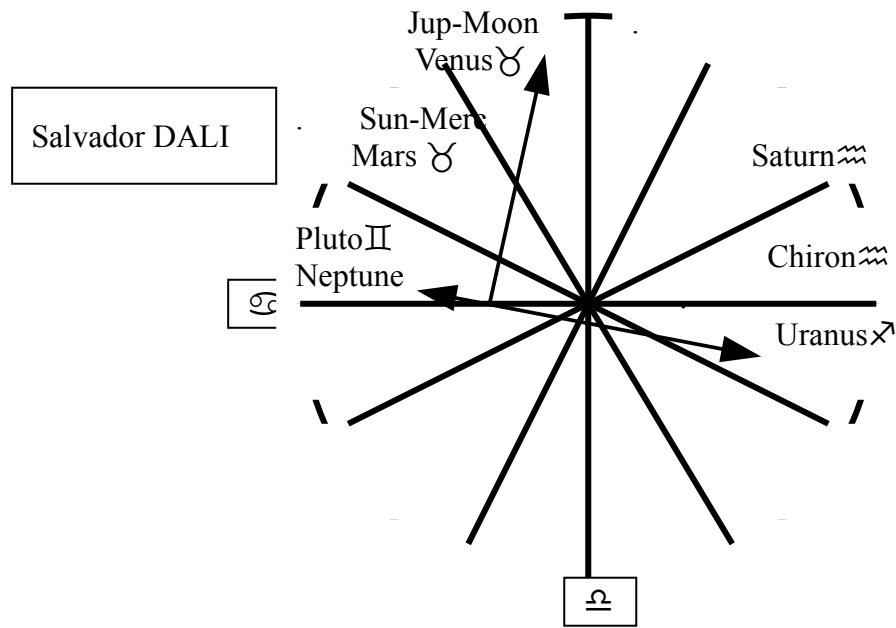 Jup-Moon
Venus♉
Salvador DALI
Sun-Merc
Mars ♉
Saturn♒
Pluto♊
Neptune
Chiron♒
♋
Uranus♐
♎